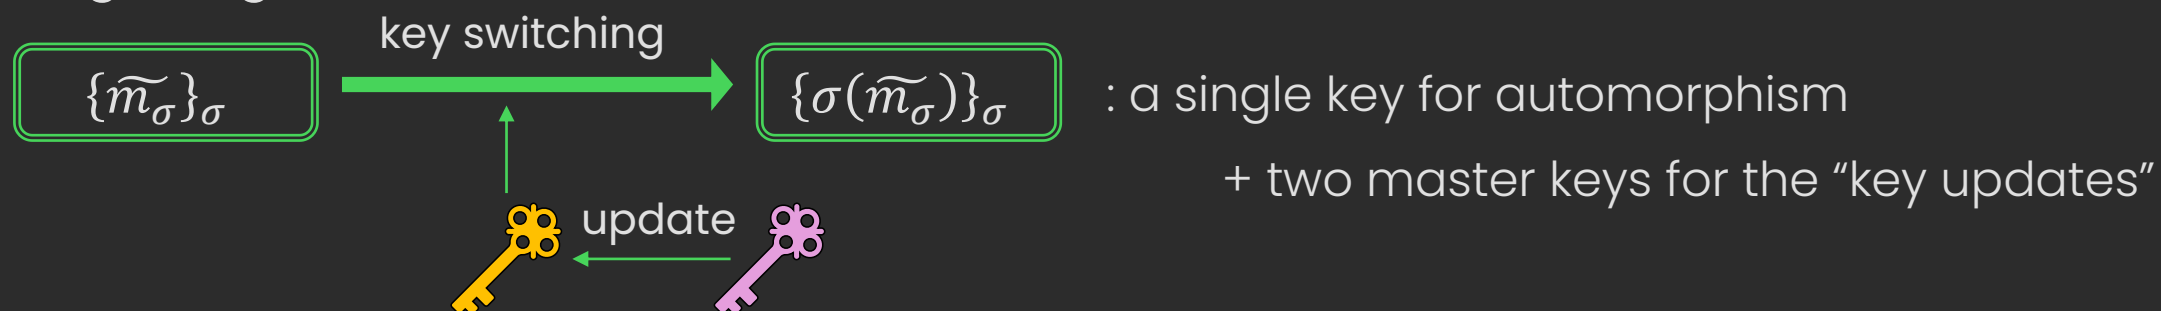 key switching
{m̃_σ}_σ
{σ(m̃_σ)}_σ
: a single key for automorphism
+ two master keys for the “key updates”
update